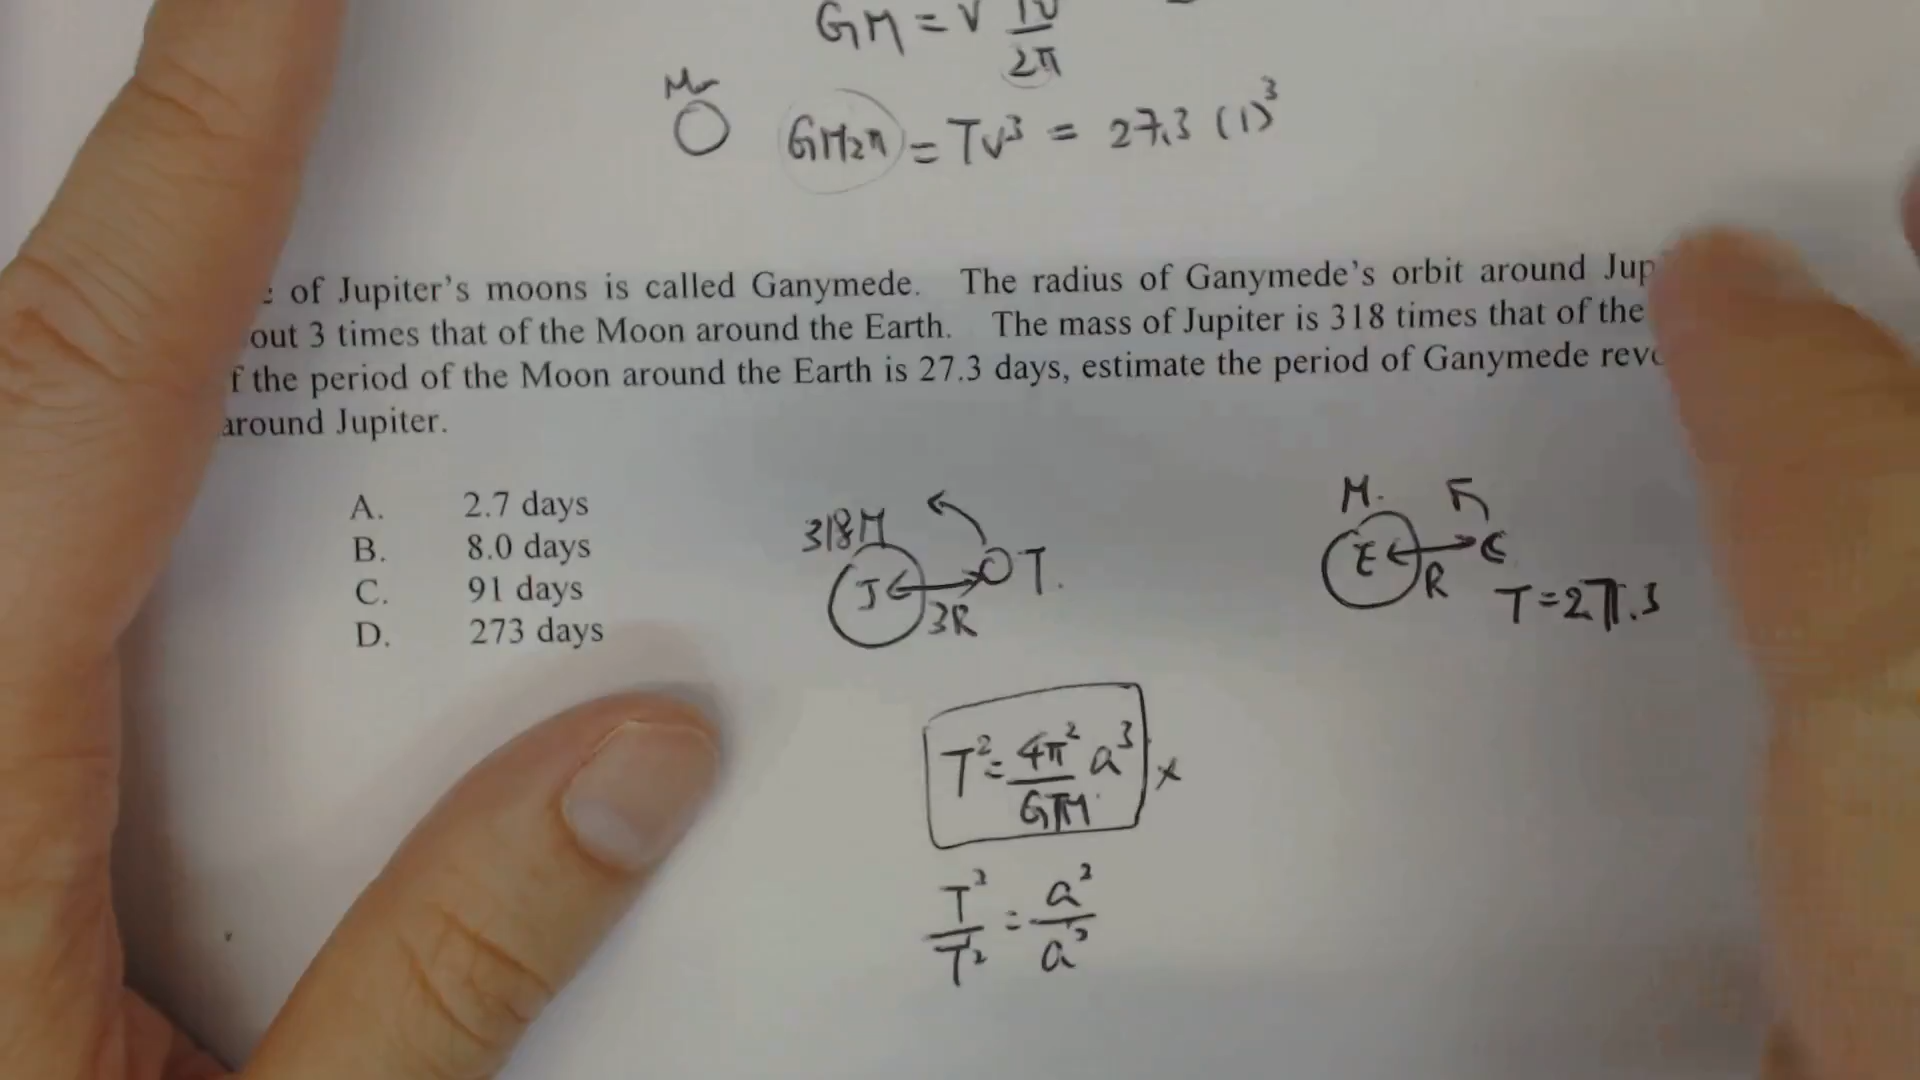 GM = V
2π
M
GM2π = Tv³ = 27.3 (1)³
of Jupiter's moons is called Ganymede. The radius of Ganymede's orbit around Jup
out 3 times that of the Moon around the Earth. The mass of Jupiter is 318 times that of the
f the period of the Moon around the Earth is 27.3 days, estimate the period of Ganymede revo
around Jupiter.
A. 2.7 days
B. 8.0 days
C. 91 days
D. 273 days
318M
J
3R
T.
M.
E
R
T=27.3
T² = 4π² a³
GM
T² = a³
T² a³